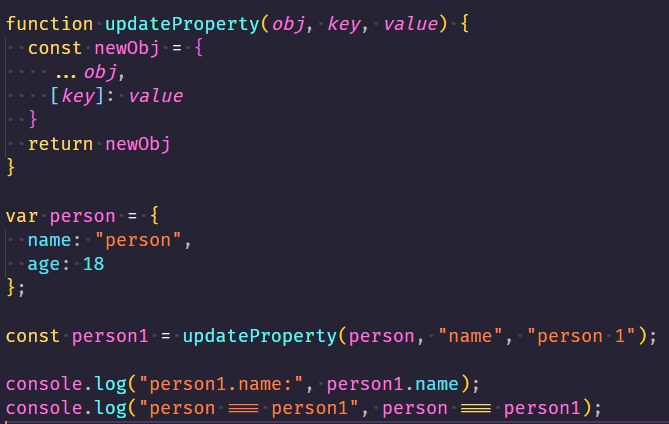 function updateProperty(obj, key, value) {
  const newObj = {
    ...obj,
    [key]: value
  }
  return newObj
}

var person = {
  name: "person",
  age: 18
};

const person1 = updateProperty(person, "name", "person 1");

console.log("person1.name:", person1.name);
console.log("person === person1", person === person1);